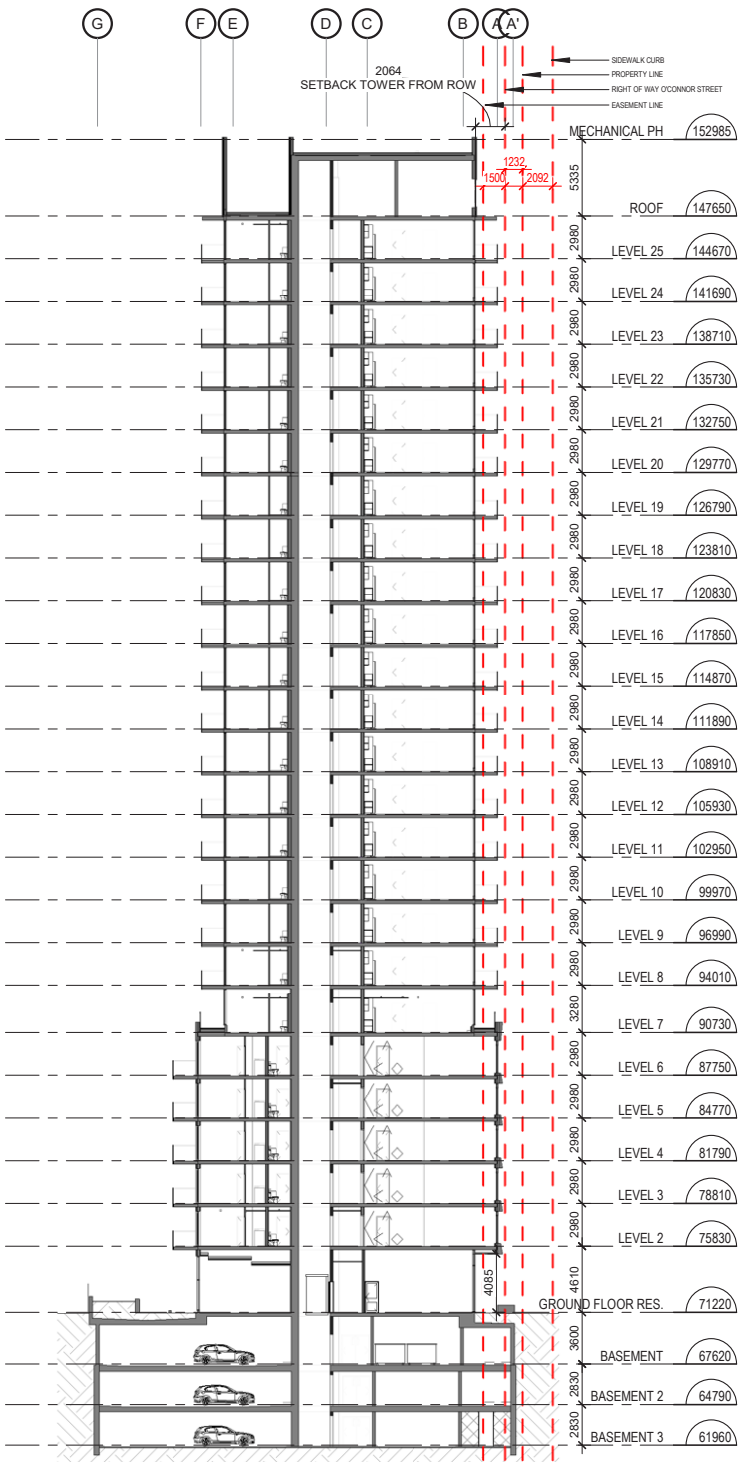 G F E D C B A A'
SIDEWALK CURB
2064
SETBACK TOWER FROM ROW
PROPERTY LINE
RIGHT OF WAY O'CONNOR STREET
EASEMENT LINE
MECHANICAL PH 152985
1232
1500 2092
5335
ROOF 147650
2980
LEVEL 25 144670
2980
LEVEL 24 141690
2980
LEVEL 23 138710
2980
LEVEL 22 135730
2980
LEVEL 21 132750
2980
LEVEL 20 129770
2980
LEVEL 19 126790
2980
LEVEL 18 123810
2980
LEVEL 17 120830
2980
LEVEL 16 117850
2980
LEVEL 15 114870
2980
LEVEL 14 111890
2980
LEVEL 13 108910
2980
LEVEL 12 105930
2980
LEVEL 11 102950
2980
LEVEL 10 99970
2980
LEVEL 9 96990
2980
LEVEL 8 94010
3280
LEVEL 7 90730
2980
LEVEL 6 87750
2980
LEVEL 5 84770
2980
LEVEL 4 81790
2980
LEVEL 3 78810
2980
LEVEL 2 75830
4085 4610
GROUND FLOOR RES. 71220
3600
BASEMENT 67620
2830
BASEMENT 2 64790
2830
BASEMENT 3 61960